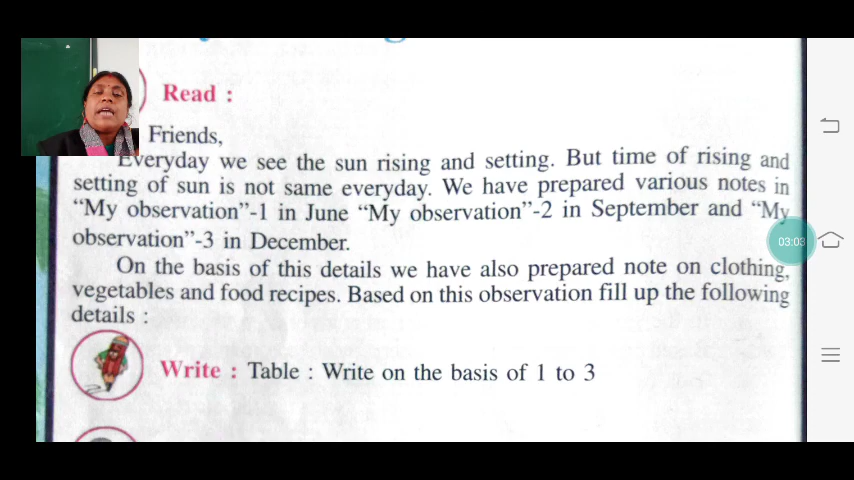 Read :
Friends,
Everyday we see the sun rising and setting. But time of rising and
setting of sun is not same everyday. We have prepared various notes in
“My observation”-1 in June “My observation”-2 in September and “My
observation”-3 in December.
On the basis of this details we have also prepared note on clothing,
vegetables and food recipes. Based on this observation fill up the following
details :
Write : Table : Write on the basis of 1 to 3
03:03